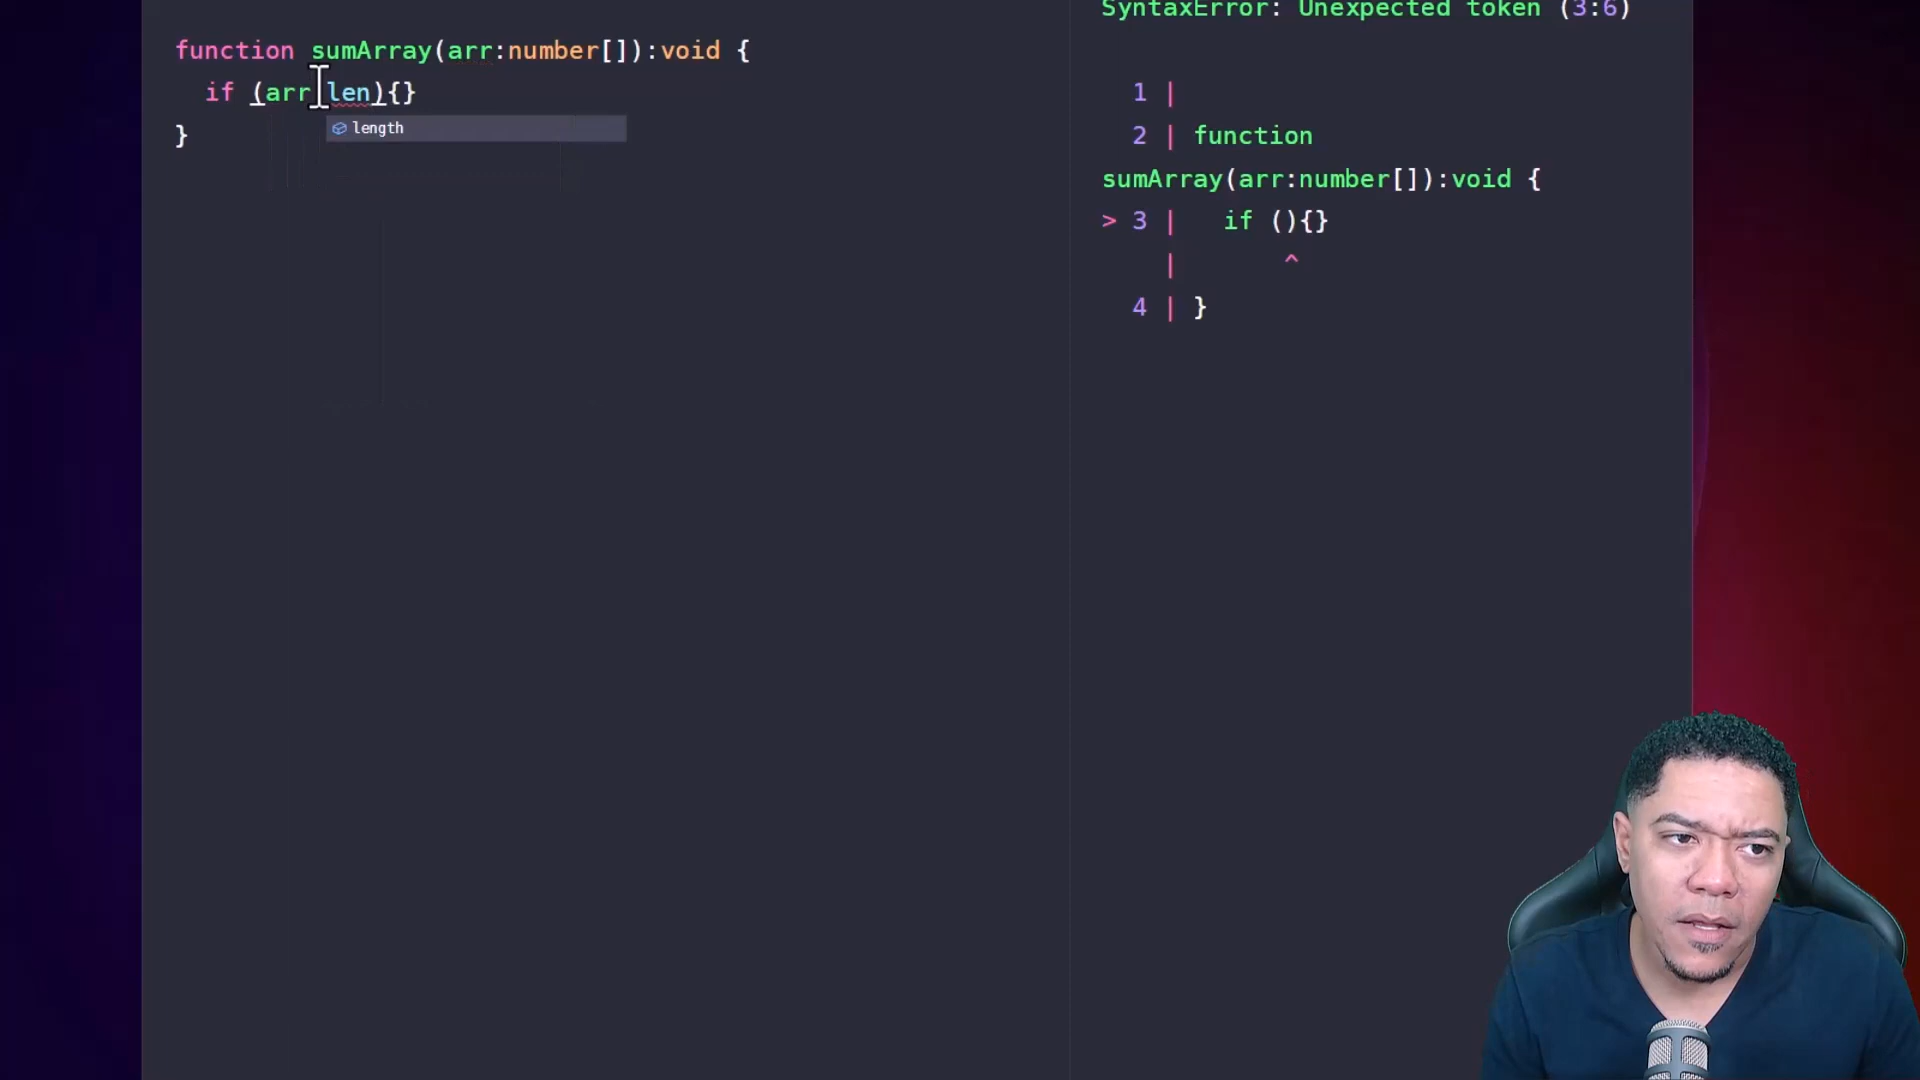 function sumArray(arr:number[]):void {
if (arr.len){}
length
}
SyntaxError: Unexpected token (3:6)
1 |
2 | function
sumArray(arr:number[]):void {
> 3 | if (){}
| ^
4 | }